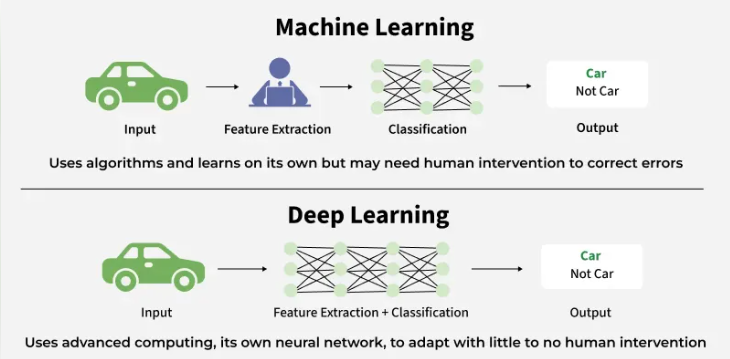 Machine Learning
Car
Not Car
Input
Feature Extraction
Classification
Output
Uses algorithms and learns on its own but may need human intervention to correct errors
Deep Learning
Car
Not Car
Input
Feature Extraction + Classification
Output
Uses advanced computing, its own neural network, to adapt with little to no human intervention